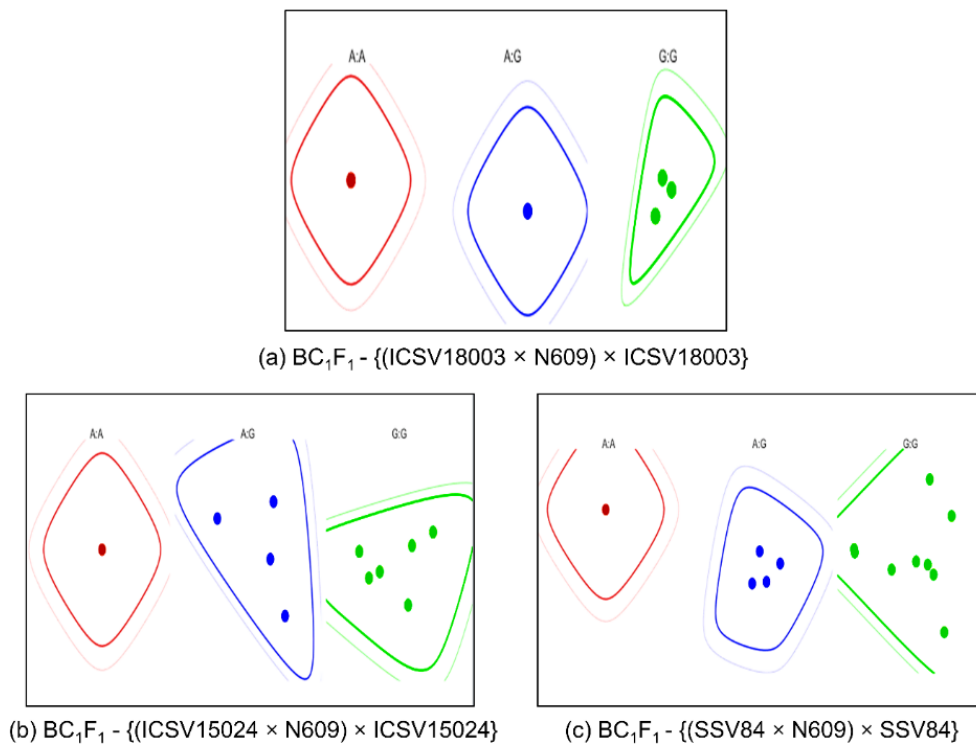 A:A A:G G:G
(a) BC₁F₁ - {(ICSV18003 × N609) × ICSV18003}
A:A A:G G:G
(b) BC₁F₁ - {(ICSV15024 × N609) × ICSV15024}
A:A A:G G:G
(c) BC₁F₁ - {(SSV84 × N609) × SSV84}